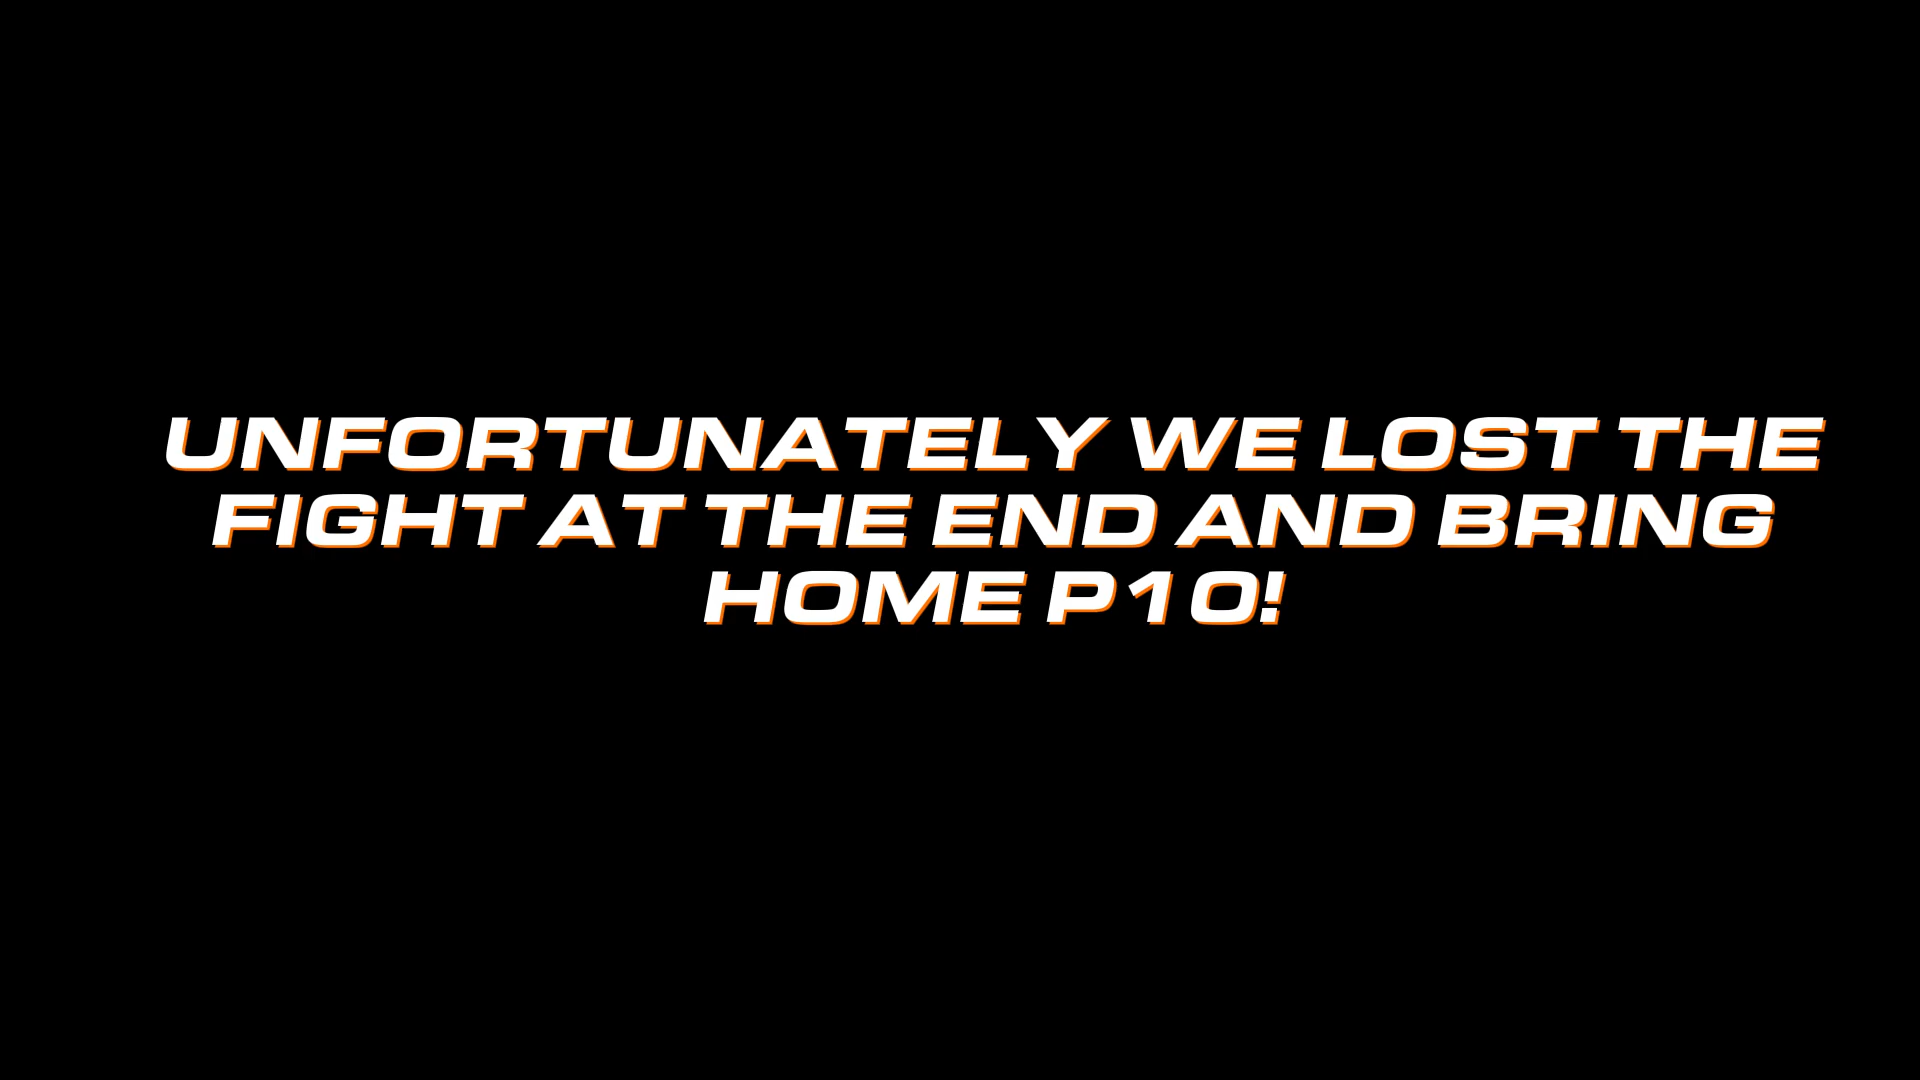 UNFORTUNATELY WE LOST THE
FIGHT AT THE END AND BRING
HOME P10!